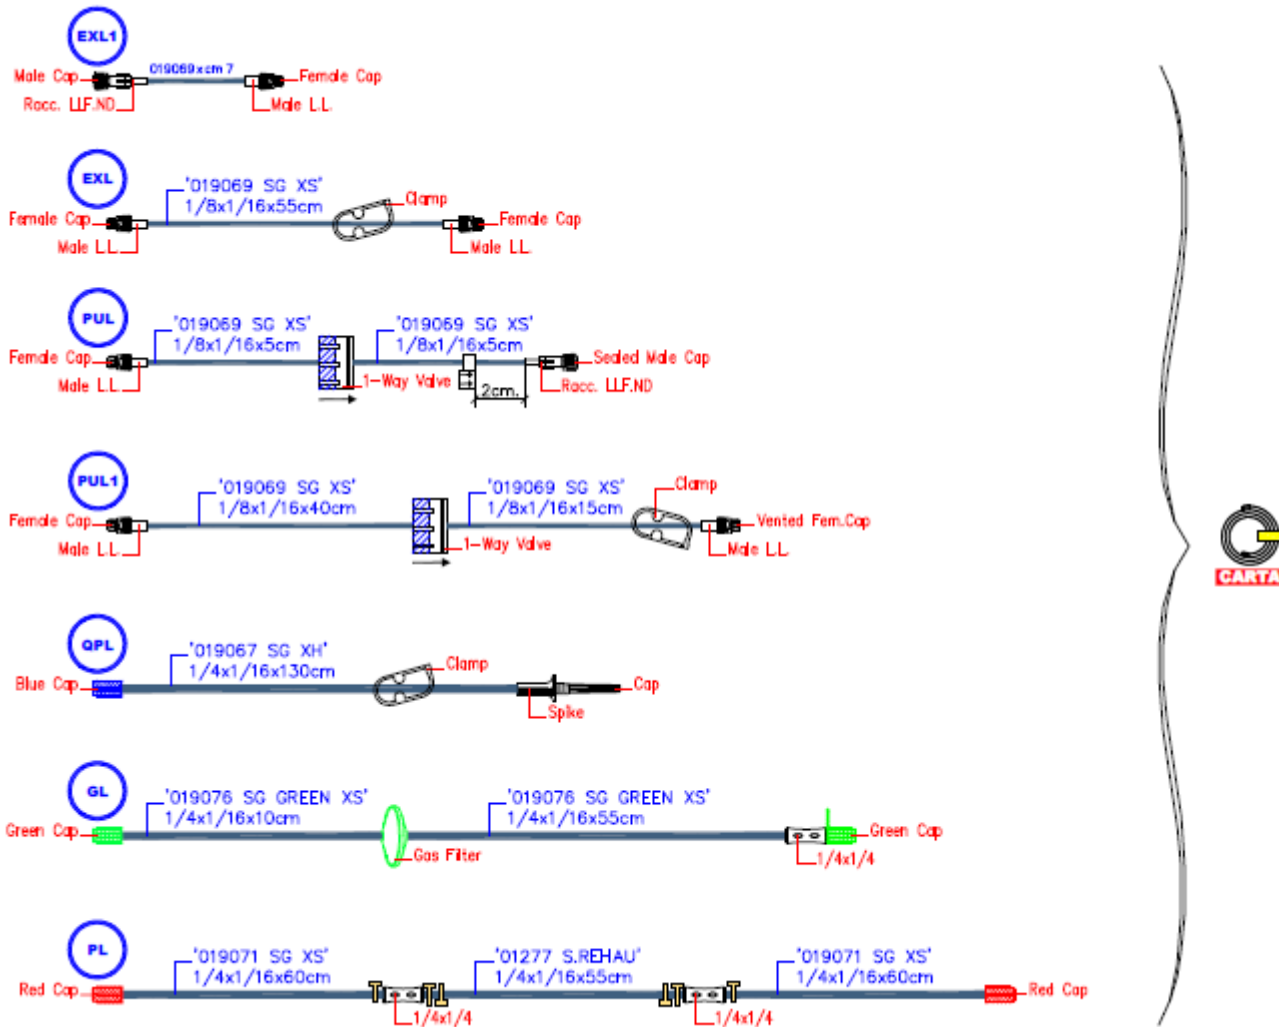 EXL1
Male Cap
019069xcm 7
Female Cap
Racc. LLF.ND
Male L.L.
EXL
'019069 SG XS'
1/8x1/16x55cm
Clamp
Female Cap
Female Cap
Male L.L.
Male L.L.
PUL
'019069 SG XS'
1/8x1/16x5cm
'019069 SG XS'
1/8x1/16x5cm
Female Cap
Sealed Male Cap
Male L.L.
1-Way Valve
2cm.
Racc. LLF.ND
PUL1
'019069 SG XS'
1/8x1/16x40cm
'019069 SG XS'
1/8x1/16x15cm
Clamp
Female Cap
Vented Fem.Cap
Male L.L.
1-Way Valve
Male L.L.
QPL
'019067 SG XH'
1/4x1/16x130cm
Clamp
Blue Cap
Cap
Spike
GL
'019076 SG GREEN XS'
1/4x1/16x10cm
'019076 SG GREEN XS'
1/4x1/16x55cm
Green Cap
Green Cap
Gas Filter
1/4x1/4
PL
'019071 SG XS'
1/4x1/16x60cm
'01277 S.REHAU'
1/4x1/16x55cm
'019071 SG XS'
1/4x1/16x60cm
Red Cap
Red Cap
1/4x1/4
1/4x1/4
CARTA